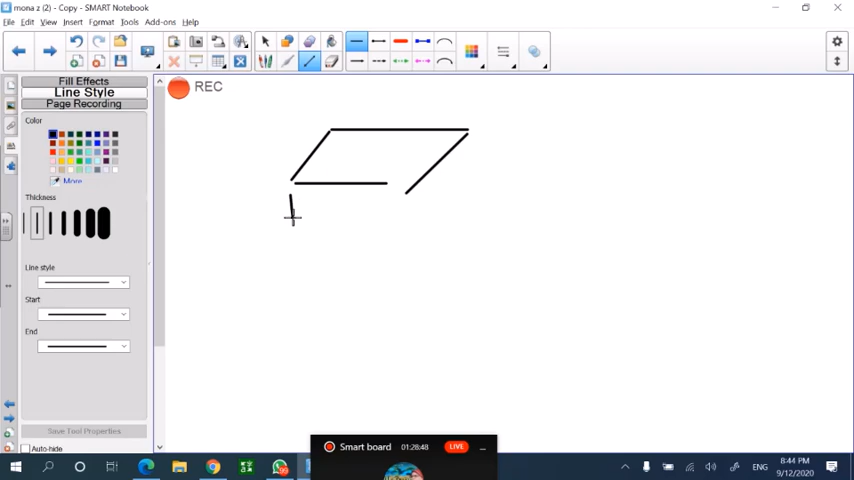 mona z (2) - Copy - SMART Notebook
File Edit View Insert Format Tools Add-ons Help
REC
Fill Effects
Line Style
Page Recording
Color
More
Thickness
Line style
Start
End
Save Tool Properties
Auto-hide
Smart board 01:28:48 LIVE ...
99
ENG
8:44 PM
9/12/2020